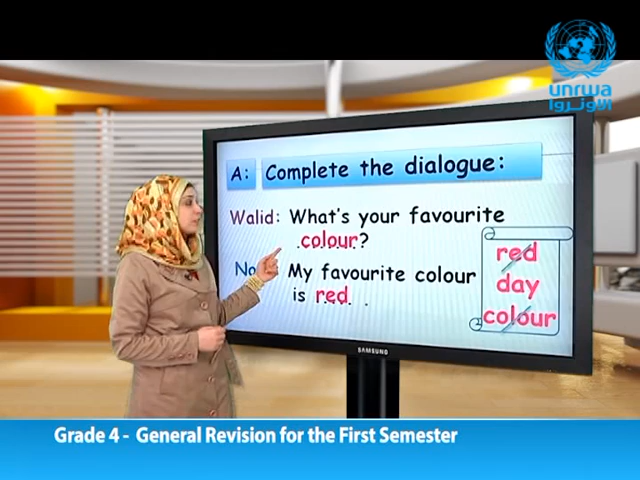 unrwa
الأونروا
A: Complete the dialogue:
Walid: What's your favourite
colour?
My favourite colour
is red .
red
day
colour
SAMSUNG
Grade 4 - General Revision for the First Semester